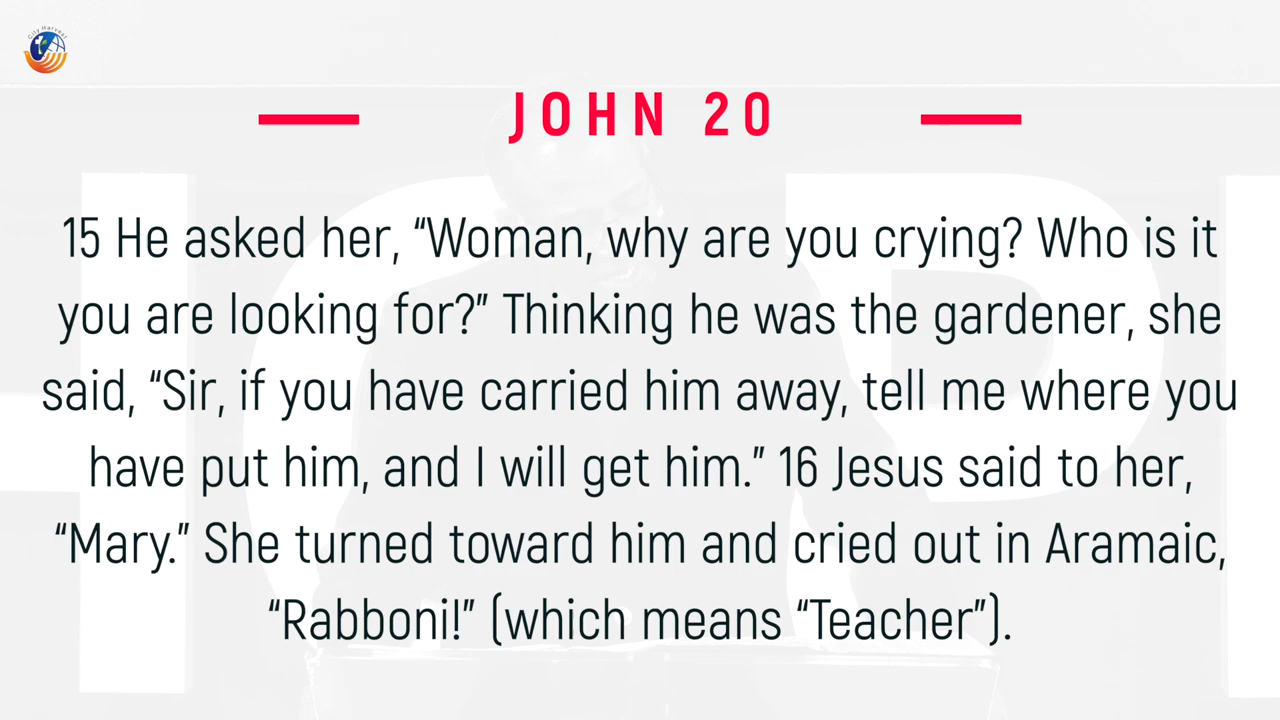 City Harvest
JOHN 20
15 He asked her, “Woman, why are you crying? Who is it
you are looking for?” Thinking he was the gardener, she
said, “Sir, if you have carried him away, tell me where you
have put him, and I will get him.” 16 Jesus said to her,
“Mary.” She turned toward him and cried out in Aramaic,
“Rabboni!” (which means “Teacher”).